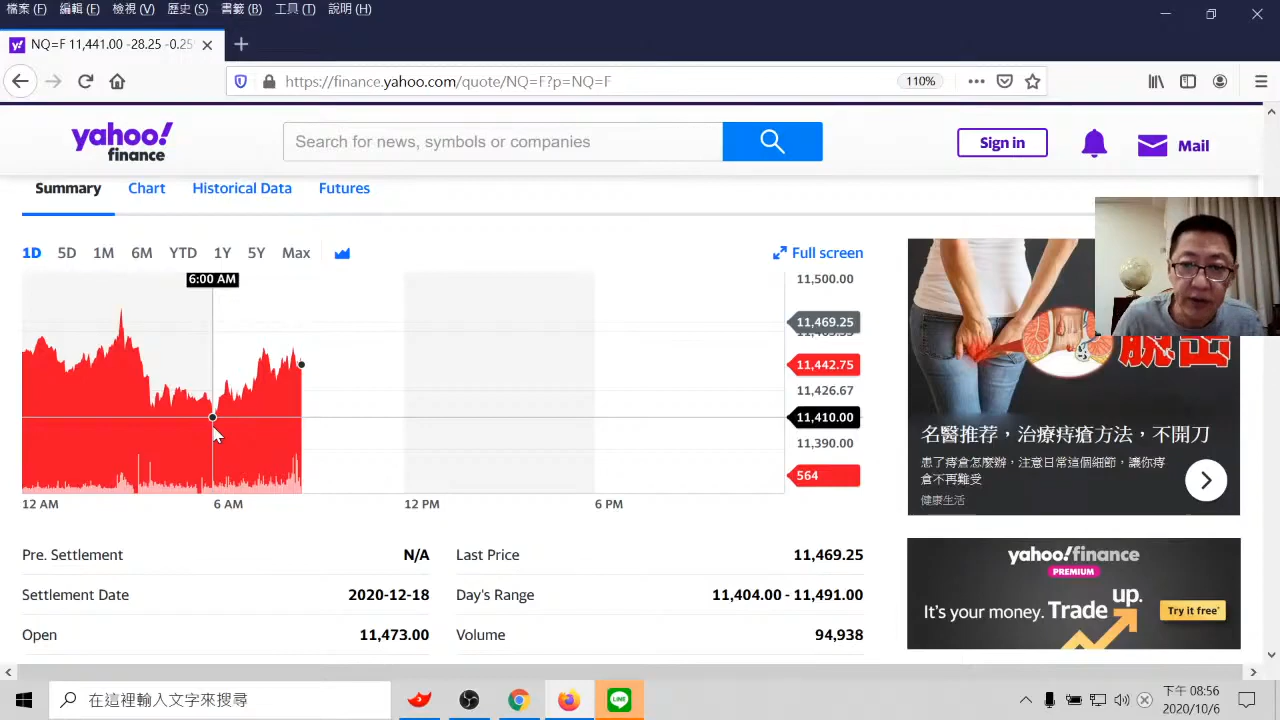 檔案(F) 編輯(E) 檢視(V) 歷史(S) 書籤(B) 工具(T) 說明(H)
NQ=F 11,441.00 -28.25 -0.25
https://finance.yahoo.com/quote/NQ=F?p=NQ=F
110%
yahoo!
finance
Search for news, symbols or companies
Sign in
Mail
Summary
Chart
Historical Data
Futures
1D 5D 1M 6M YTD 1Y 5Y Max
Full screen
6:00 AM
11,500.00
11,469.25
11,442.75
11,426.67
11,410.00
11,390.00
564
12 AM
6 AM
12 PM
6 PM
Pre. Settlement N/A
Last Price 11,469.25
Settlement Date 2020-12-18
Day's Range 11,404.00 - 11,491.00
Open 11,473.00
Volume 94,938
脫出
名醫推荐，治療痔瘡方法，不開刀
患了痔倉怎麼辦，注意日常這個細節，讓你痔
倉不再難受
健康生活
yahoo!finance
PREMIUM
It's your money. Trade up.
Try it free*
在這裡輸入文字來搜尋
LINE
下午 08:56
2020/10/6